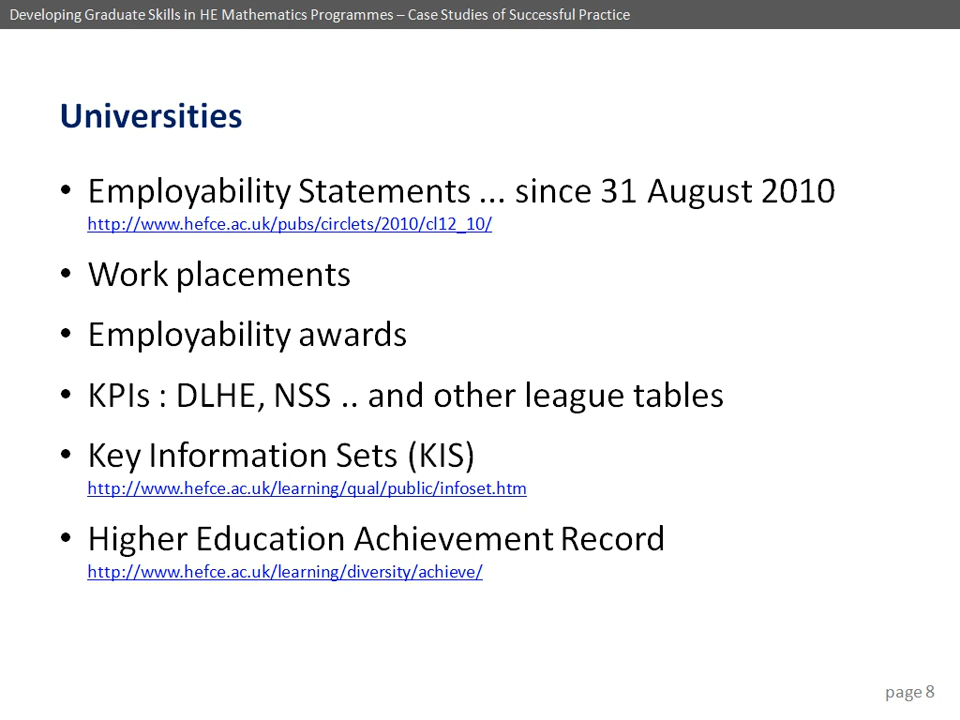 Developing Graduate Skills in HE Mathematics Programmes – Case Studies of Successful Practice
Universities
• Employability Statements ... since 31 August 2010
http://www.hefce.ac.uk/pubs/circlets/2010/cl12_10/
• Work placements
• Employability awards
• KPIs : DLHE, NSS .. and other league tables
• Key Information Sets (KIS)
http://www.hefce.ac.uk/learning/qual/public/infoset.htm
• Higher Education Achievement Record
http://www.hefce.ac.uk/learning/diversity/achieve/
page 8